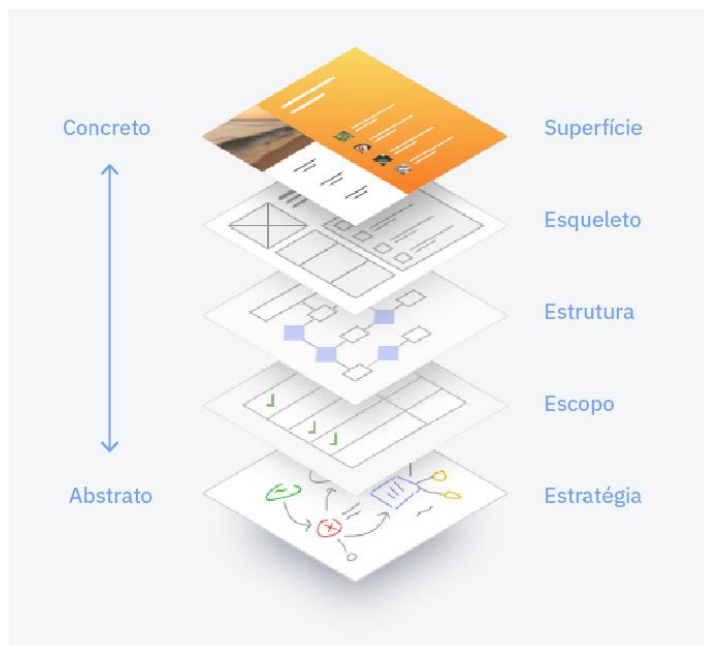 Concreto
Superfície
Esqueleto
Estrutura
Escopo
Abstrato
Estratégia